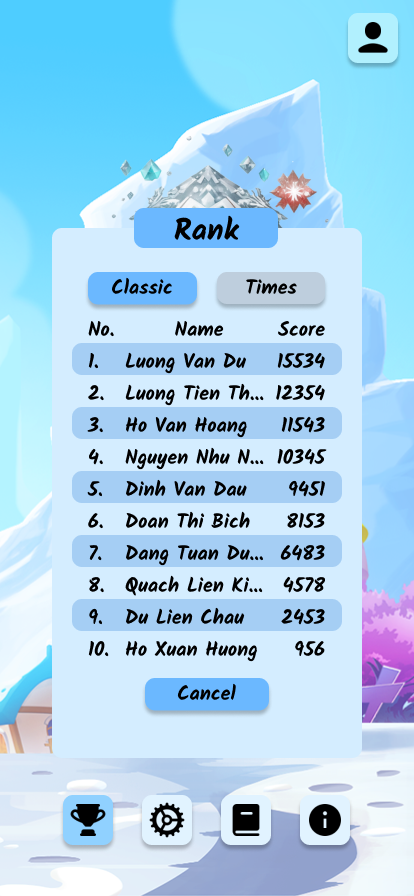 Rank
Classic Times
No. Name Score
1. Luong Van Du 15534
2. Luong Tien Th... 12354
3. Ho Van Hoang 11543
4. Nguyen Nhu N... 10345
5. Dinh Van Dau 9451
6. Doan Thi Bich 8153
7. Dang Tuan Du... 6483
8. Quach Lien Ki... 4578
9. Du Lien Chau 2453
10. Ho Xuan Huong 956
Cancel